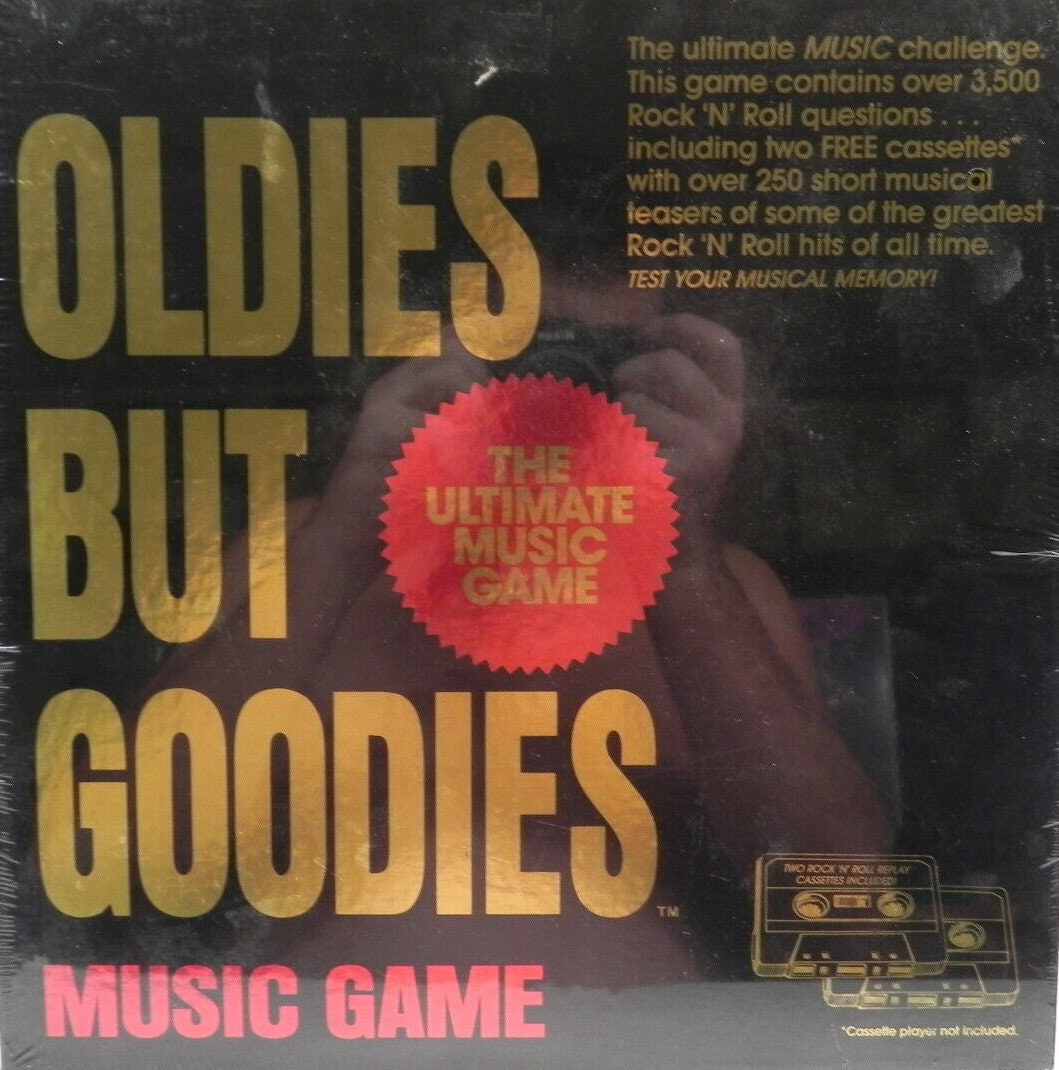 The ultimate MUSIC challenge.
This game contains over 3,500
Rock 'N' Roll questions . . .
including two FREE cassettes*
with over 250 short musical
teasers of some of the greatest
Rock 'N' Roll hits of all time.
TEST YOUR MUSICAL MEMORY!
OLDIES
BUT
GOODIES
TM
THE
ULTIMATE
MUSIC
GAME
MUSIC GAME
TWO ROCK 'N' ROLL REPLAY
CASSETTES INCLUDED
*Cassette player not included.